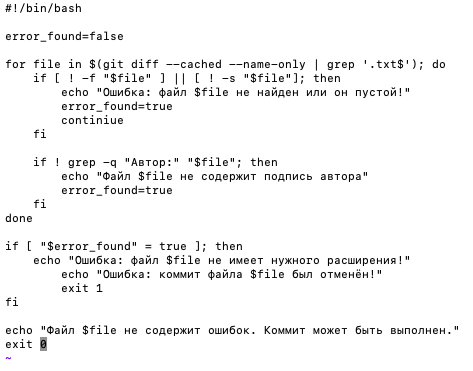 #!/bin/bash

error_found=false

for file in $(git diff --cached --name-only | grep '.txt$'); do
    if [ ! -f "$file" ] || [ ! -s "$file"]; then
        echo "Ошибка: файл $file не найден или он пустой!"
        error_found=true
        continiue
    fi

    if ! grep -q "Автор:" "$file"; then
        echo "Файл $file не содержит подпись автора"
        error_found=true
    fi
done

if [ "$error_found" = true ]; then
    echo "Ошибка: файл $file не имеет нужного расширения!"
        echo "Ошибка: коммит файла $file был отменён!"
        exit 1
fi

echo "Файл $file не содержит ошибок. Коммит может быть выполнен."
exit 0
~